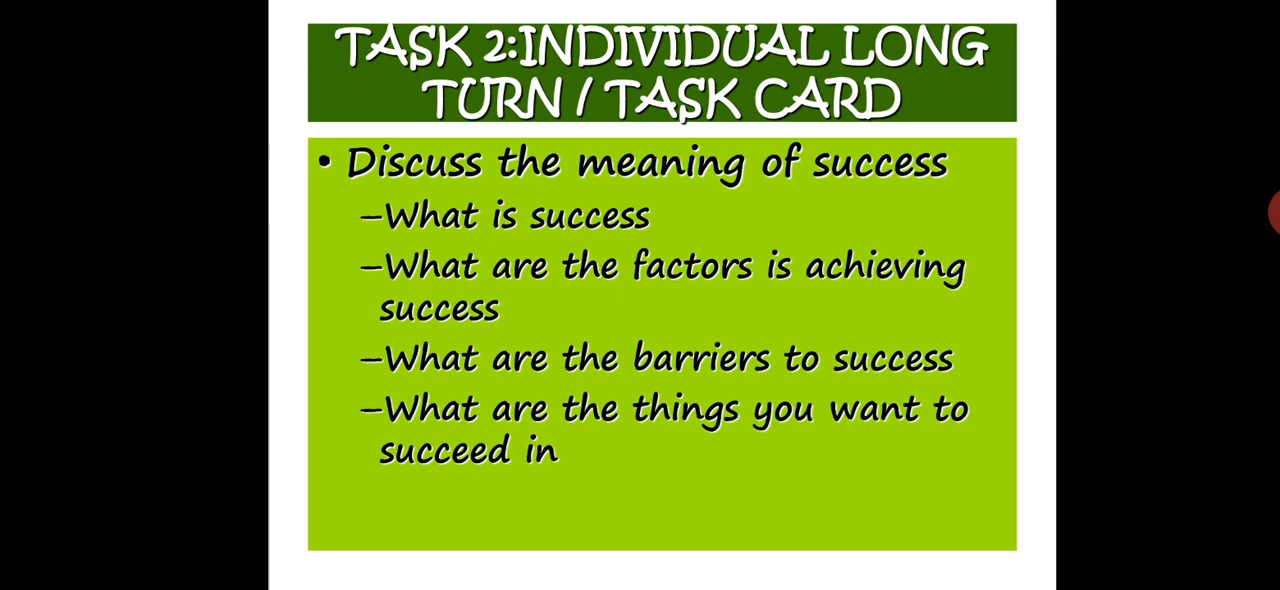 TASK 2:INDIVIDUAL LONG
TURN / TASK CARD
• Discuss the meaning of success
–What is success
–What are the factors is achieving
success
–What are the barriers to success
–What are the things you want to
succeed in